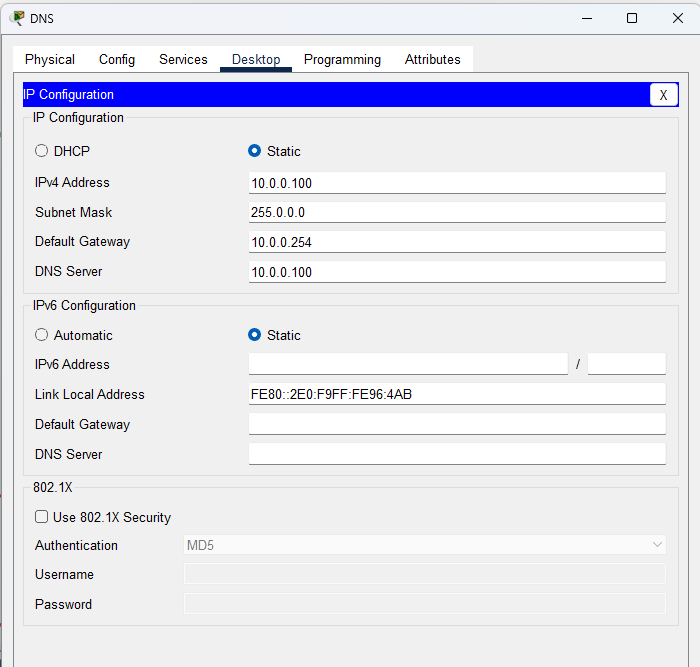 DNS
Physical Config Services Desktop Programming Attributes
IP Configuration X
IP Configuration
DHCP Static
IPv4 Address 10.0.0.100
Subnet Mask 255.0.0.0
Default Gateway 10.0.0.254
DNS Server 10.0.0.100
IPv6 Configuration
Automatic Static
IPv6 Address /
Link Local Address FE80::2E0:F9FF:FE96:4AB
Default Gateway
DNS Server
802.1X
Use 802.1X Security
Authentication MD5
Username
Password